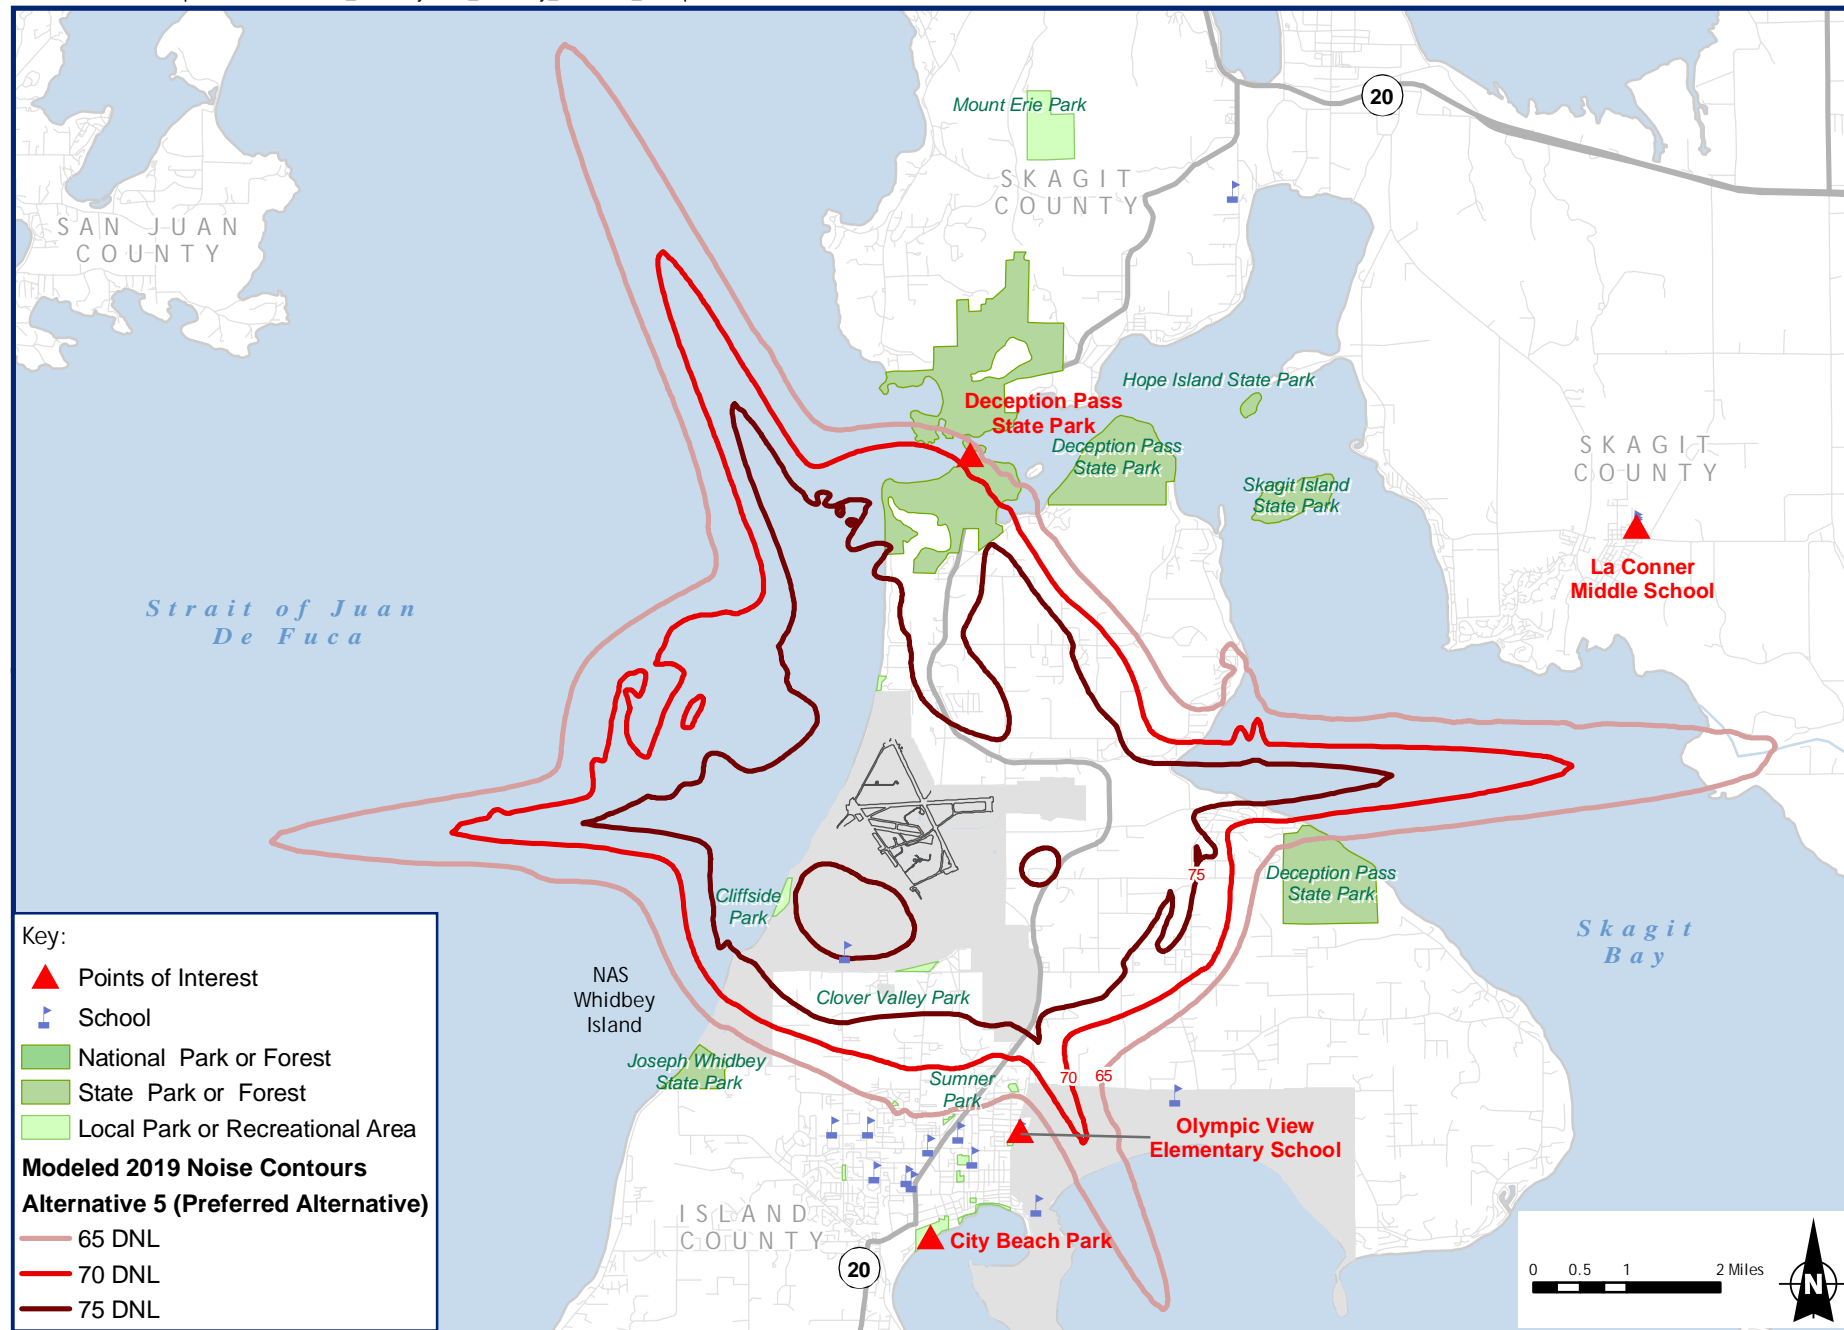 Mount Erie Park
20
SKAGIT
COUNTY
SAN JUAN
COUNTY
Hope Island State Park
Deception Pass
State Park
Deception Pass
State Park
Skagit Island
State Park
SKAGIT
COUNTY
La Conner
Middle School
Strait of Juan
De Fuca
75
Deception Pass
State Park
Cliffside
Park
Skagit
Bay
NAS
Whidbey
Island
Clover Valley Park
Joseph Whidbey
State Park
Sumner
Park
70
65
Olympic View
Elementary School
ISLAND
COUNTY
City Beach Park
20
Key:
Points of Interest
School
National Park or Forest
State Park or Forest
Local Park or Recreational Area
Modeled 2019 Noise Contours
Alternative 5 (Preferred Alternative)
65 DNL
70 DNL
75 DNL
0 0.5 1 2 Miles
N